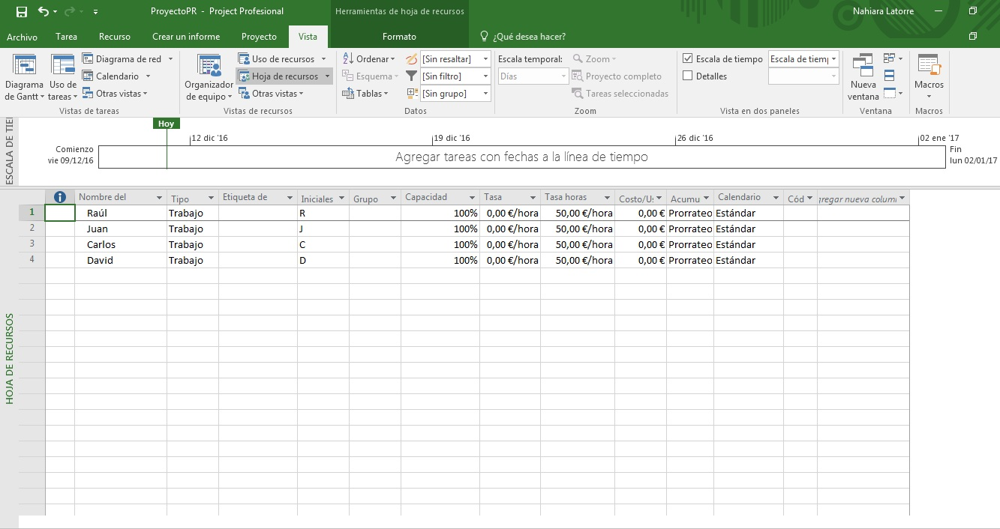 ProyectoPR - Project Profesional
Herramientas de hoja de recursos
Nahiara Latorre
Archivo Tarea Recurso Crear un informe Proyecto Vista Formato ¿Qué desea hacer?
Diagrama de Gantt
Uso de tareas
Diagrama de red
Calendario
Otras vistas
Vistas de tareas
Organizador de equipo
Uso de recursos
Hoja de recursos
Otras vistas
Vistas de recursos
Ordenar
Esquema
Tablas
[Sin resaltar]
[Sin filtro]
[Sin grupo]
Datos
Escala temporal:
Días
Zoom
Proyecto completo
Tareas seleccionadas
Zoom
Escala de tiempo Escala de tiemp
Detalles
Vista en dos paneles
Nueva ventana
Ventana
Macros
Macros
ESCALA DE TIE
Hoy
12 dic '16 19 dic '16 26 dic '16 02 ene '17
Comienzo
vie 09/12/16
Agregar tareas con fechas a la línea de tiempo
Fin
lun 02/01/17
HOJA DE RECURSOS
Nombre del Tipo Etiqueta de Iniciales Grupo Capacidad Tasa Tasa horas Costo/Us Acumu Calendario Cód gregar nueva colum
1 Raúl Trabajo R 100% 0,00 €/hora 50,00 €/hora 0,00 € Prorrateo Estándar
2 Juan Trabajo J 100% 0,00 €/hora 50,00 €/hora 0,00 € Prorrateo Estándar
3 Carlos Trabajo C 100% 0,00 €/hora 50,00 €/hora 0,00 € Prorrateo Estándar
4 David Trabajo D 100% 0,00 €/hora 50,00 €/hora 0,00 € Prorrateo Estándar